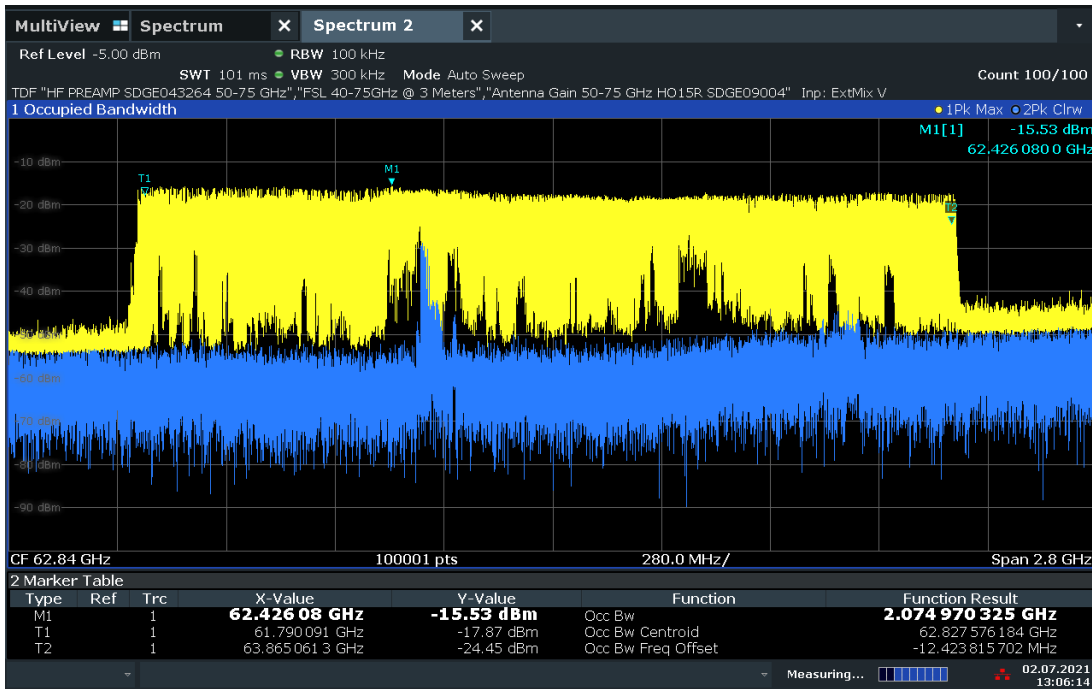 MultiView Spectrum X Spectrum 2 X
Ref Level -5.00 dBm RBW 100 kHz
SWT 101 ms VBW 300 kHz Mode Auto Sweep Count 100/100
TDF "HF PREAMP SDGE043264 50-75 GHz","FSL 40-75GHz @ 3 Meters","Antenna Gain 50-75 GHz HO15R SDGE09004" Inp: ExtMix V
1 Occupied Bandwidth 1Pk Max 2Pk Clrw
M1[1] -15.53 dBm
62.426 080 0 GHz
-10 dBm
M1
T1
-20 dBm
T2
-30 dBm
-40 dBm
-50 dBm
-60 dBm
-70 dBm
-80 dBm
-90 dBm
CF 62.84 GHz 100001 pts 280.0 MHz/ Span 2.8 GHz
2 Marker Table
Type Ref Trc X-Value Y-Value Function Function Result
M1 1 62.426 08 GHz -15.53 dBm Occ Bw 2.074 970 325 GHz
T1 1 61.790 091 GHz -17.87 dBm Occ Bw Centroid 62.827 576 184 GHz
T2 1 63.865 061 3 GHz -24.45 dBm Occ Bw Freq Offset -12.423 815 702 MHz
Measuring... 02.07.2021
13:06:14